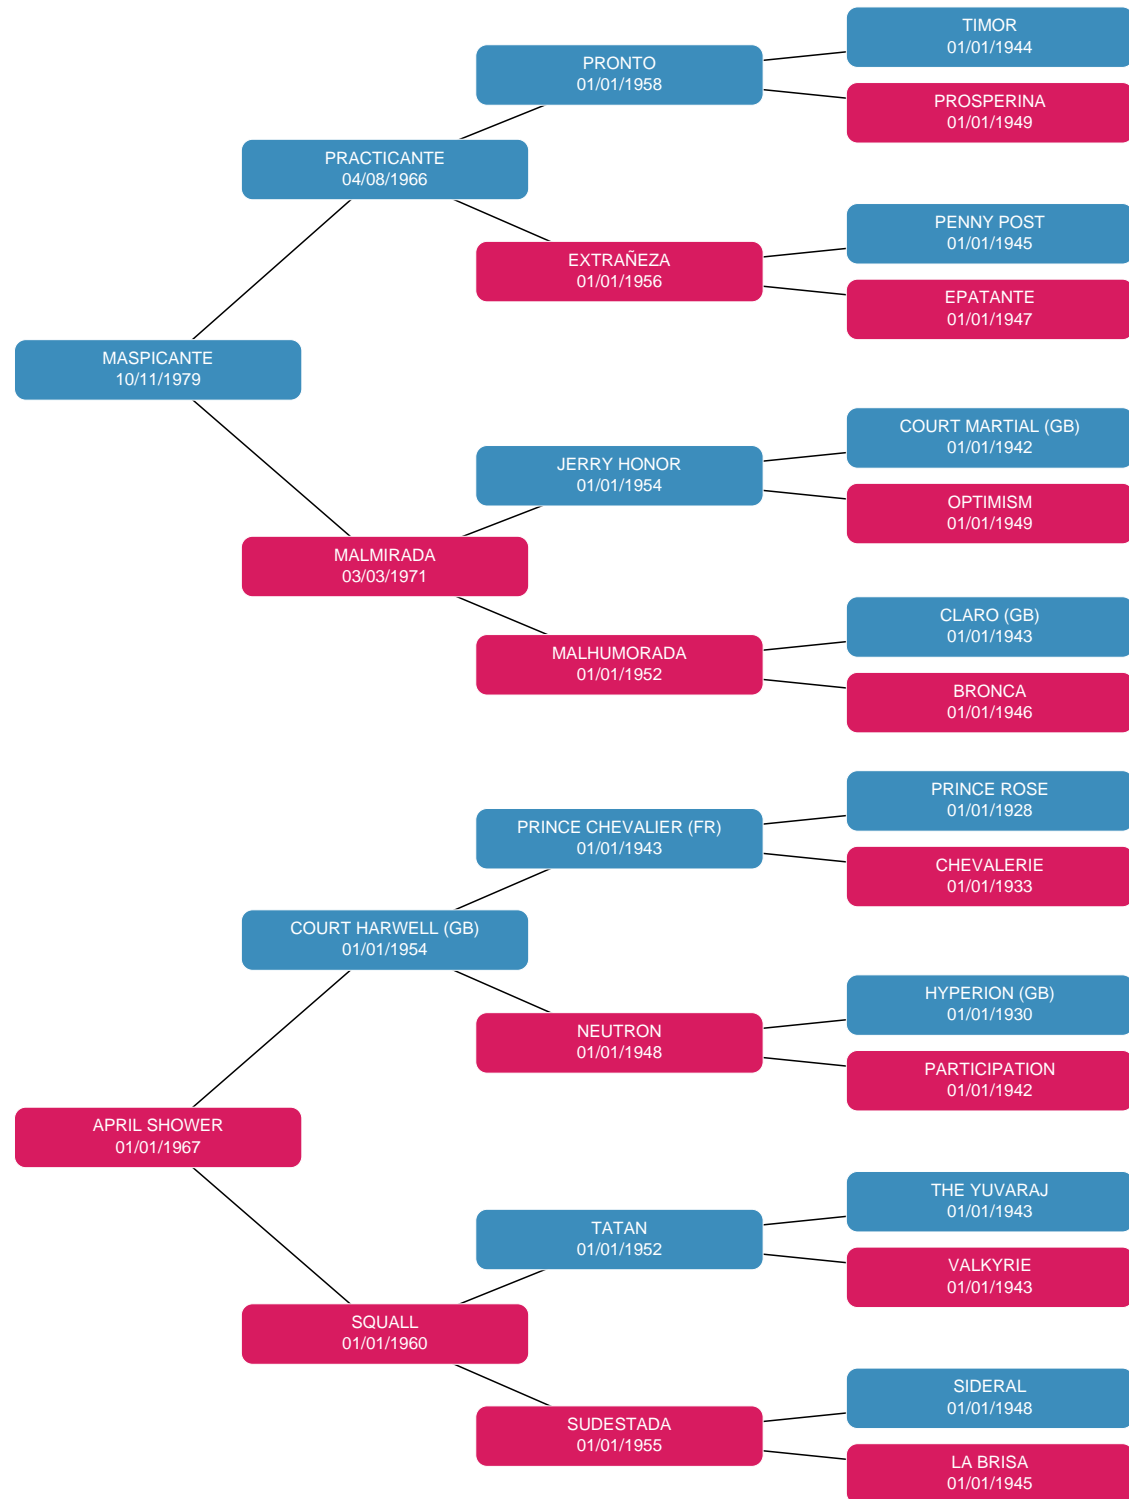 TIMOR
01/01/1944
PRONTO
01/01/1958
PROSPERINA
01/01/1949
PRACTICANTE
04/08/1966
PENNY POST
01/01/1945
EXTRAÑEZA
01/01/1956
EPATANTE
01/01/1947
MASPICANTE
10/11/1979
COURT MARTIAL (GB)
01/01/1942
JERRY HONOR
01/01/1954
OPTIMISM
01/01/1949
MALMIRADA
03/03/1971
CLARO (GB)
01/01/1943
MALHUMORADA
01/01/1952
BRONCA
01/01/1946
PRINCE ROSE
01/01/1928
PRINCE CHEVALIER (FR)
01/01/1943
CHEVALERIE
01/01/1933
COURT HARWELL (GB)
01/01/1954
HYPERION (GB)
01/01/1930
NEUTRON
01/01/1948
PARTICIPATION
01/01/1942
APRIL SHOWER
01/01/1967
THE YUVARAJ
01/01/1943
TATAN
01/01/1952
VALKYRIE
01/01/1943
SQUALL
01/01/1960
SIDERAL
01/01/1948
SUDESTADA
01/01/1955
LA BRISA
01/01/1945